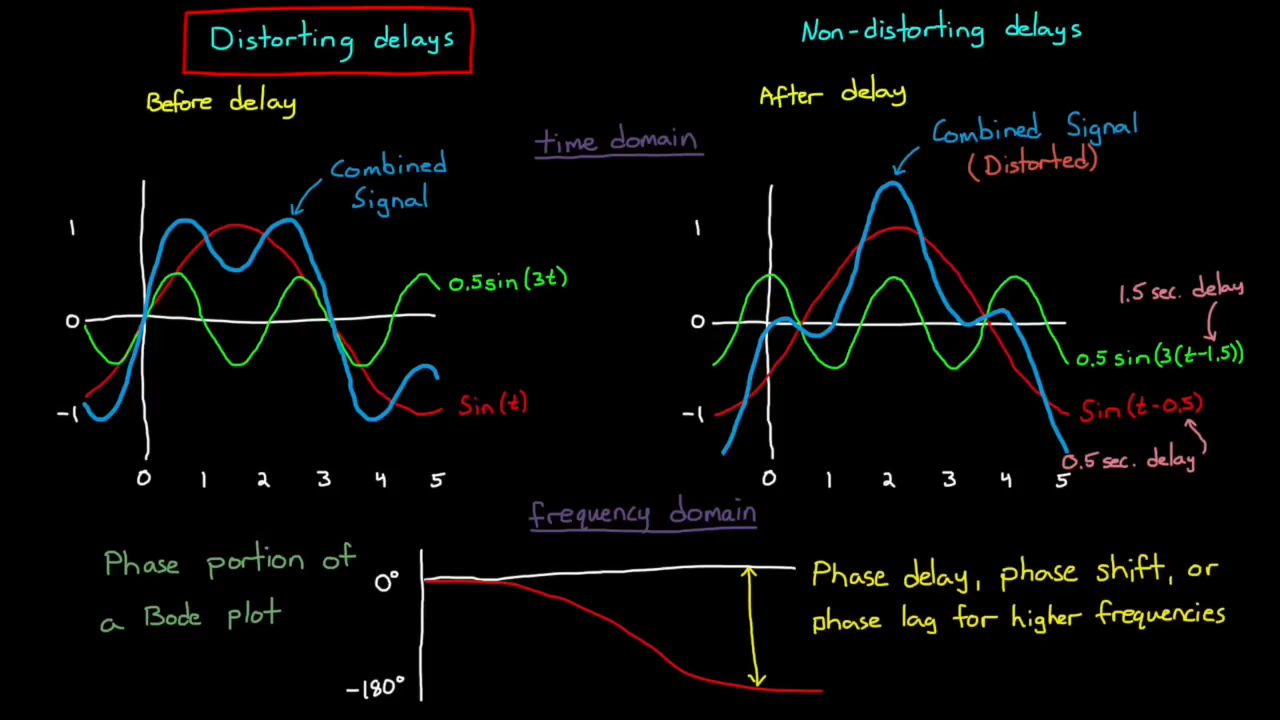 Distorting delays
Non-distorting delays
Before delay
After delay
time domain
Combined
Signal
1
0
-1
0 1 2 3 4 5
0.5sin(3t)
Sin(t)
Combined Signal
(Distorted)
1
0
-1
0 1 2 3 4 5
1.5 sec. delay
0.5 sin(3(t-1.5))
Sin(t-0.5)
0.5 sec. delay
frequency domain
Phase portion of
a Bode plot
0°
-180°
Phase delay, phase shift, or
phase lag for higher frequencies